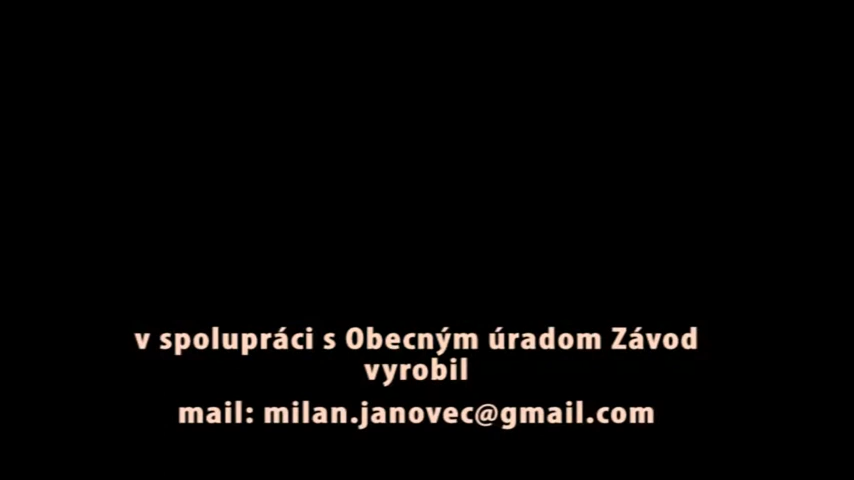 v spolupráci s Obecným úradom Závod
vyrobil
mail: milan.janovec@gmail.com